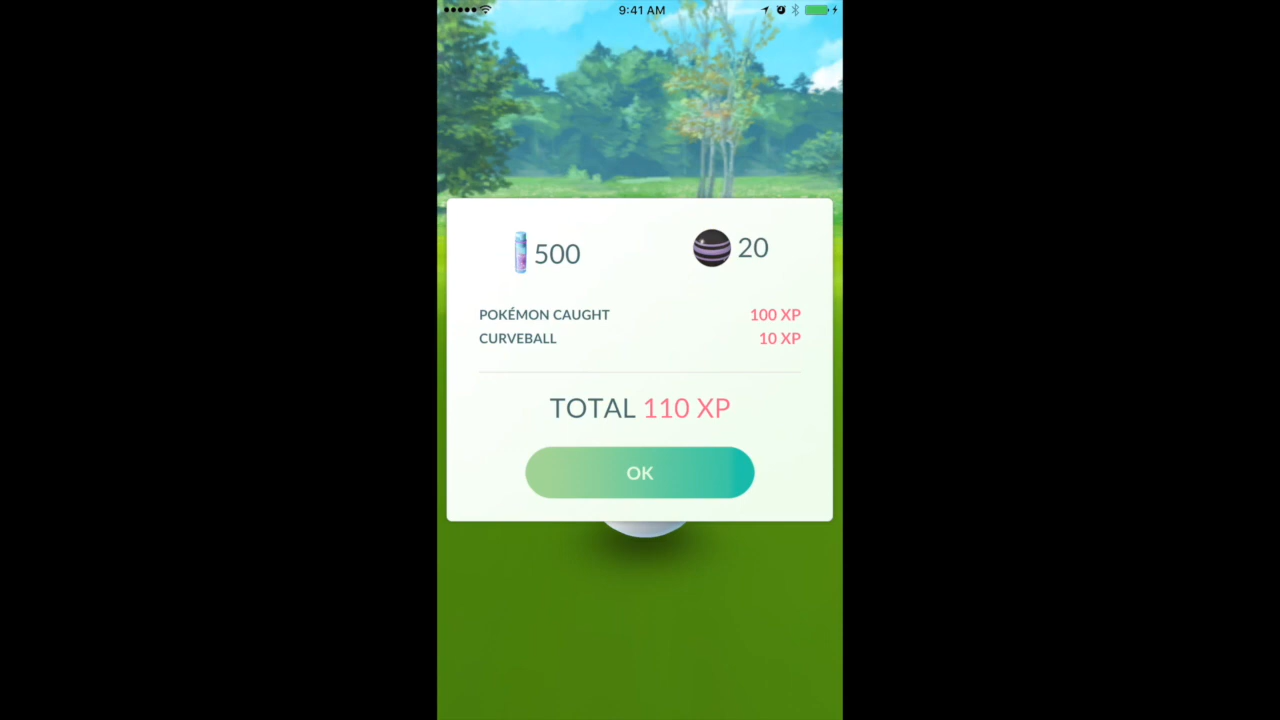 9:41 AM
500 20
POKÉMON CAUGHT 100 XP
CURVEBALL 10 XP
TOTAL 110 XP
OK